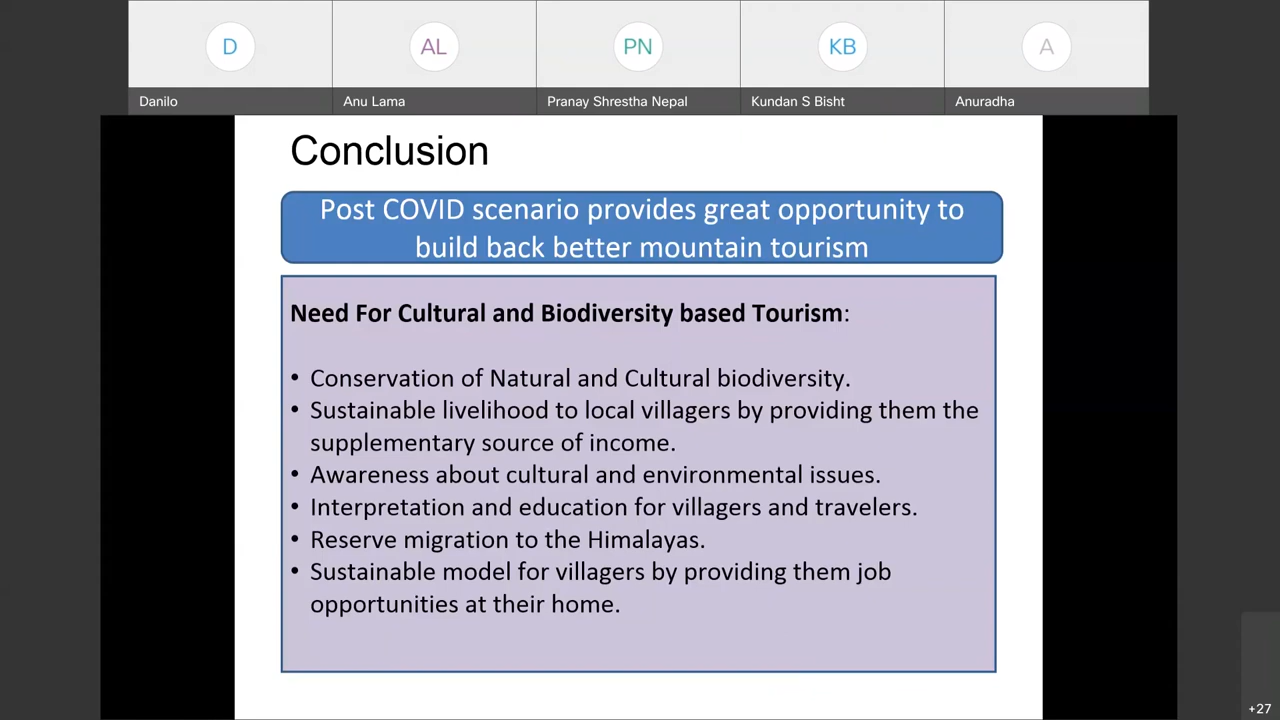 D
AL
PN
KB
A
Danilo
Anu Lama
Pranay Shrestha Nepal
Kundan S Bisht
Anuradha
Conclusion
Post COVID scenario provides great opportunity to
build back better mountain tourism
Need For Cultural and Biodiversity based Tourism:
• Conservation of Natural and Cultural biodiversity.
• Sustainable livelihood to local villagers by providing them the
supplementary source of income.
• Awareness about cultural and environmental issues.
• Interpretation and education for villagers and travelers.
• Reserve migration to the Himalayas.
• Sustainable model for villagers by providing them job
opportunities at their home.
+27